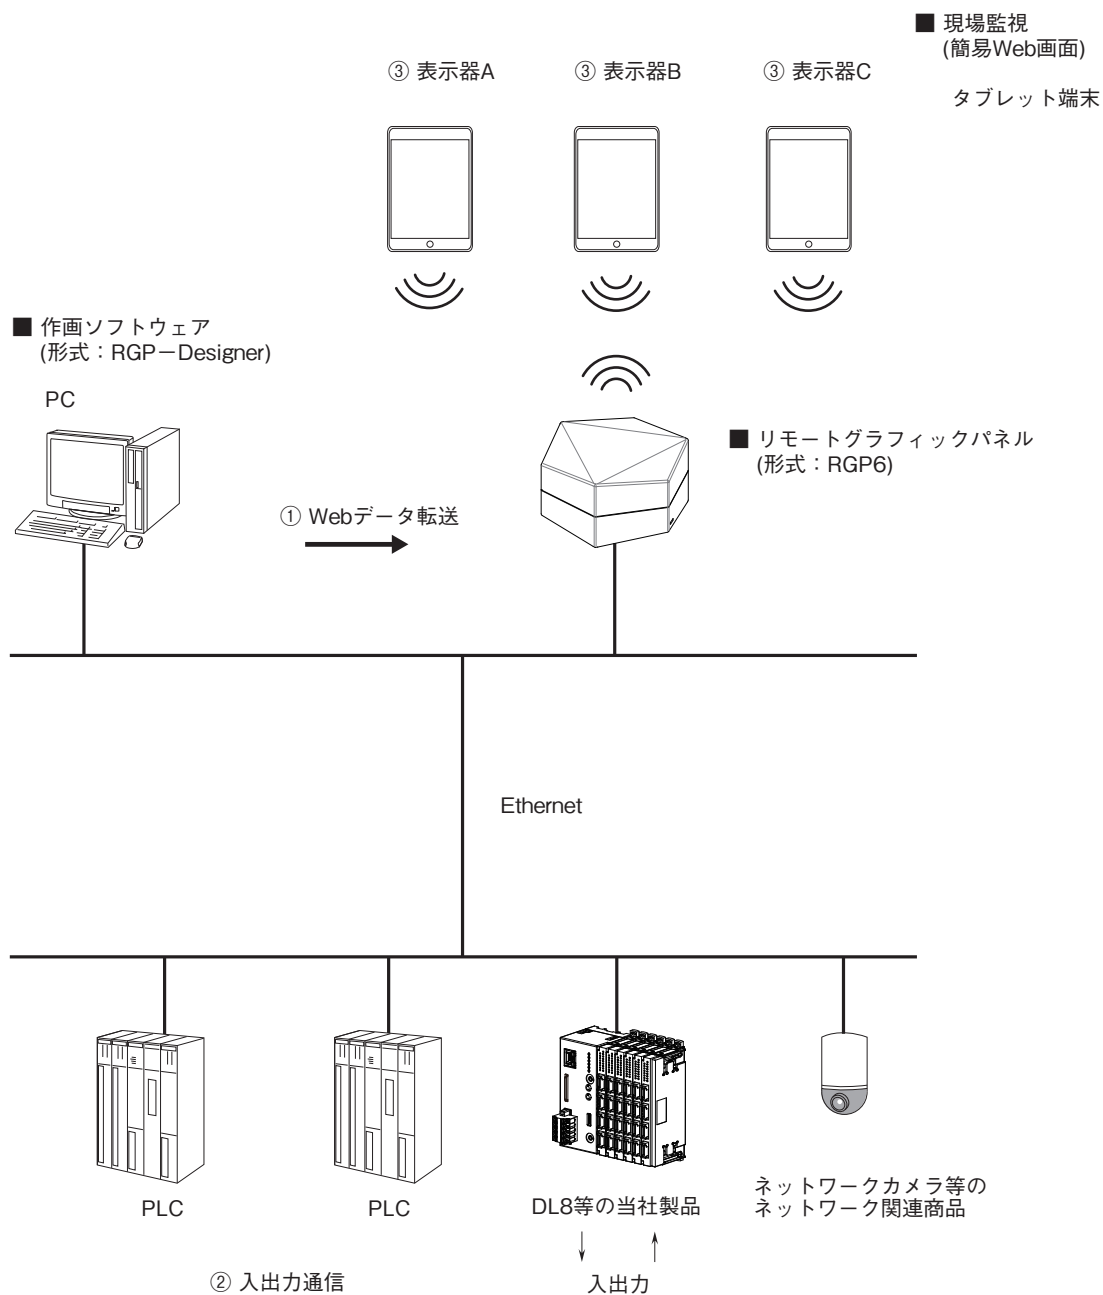 ■ 現場監視
(簡易Web画面)
タブレット端末
③ 表示器A
③ 表示器B
③ 表示器C
■ 作画ソフトウェア
(形式：RGP－Designer)
PC
■ リモートグラフィックパネル
(形式：RGP6)
① Webデータ転送
Ethernet
PLC
PLC
DL8等の当社製品
ネットワークカメラ等の
ネットワーク関連商品
② 入出力通信
入出力